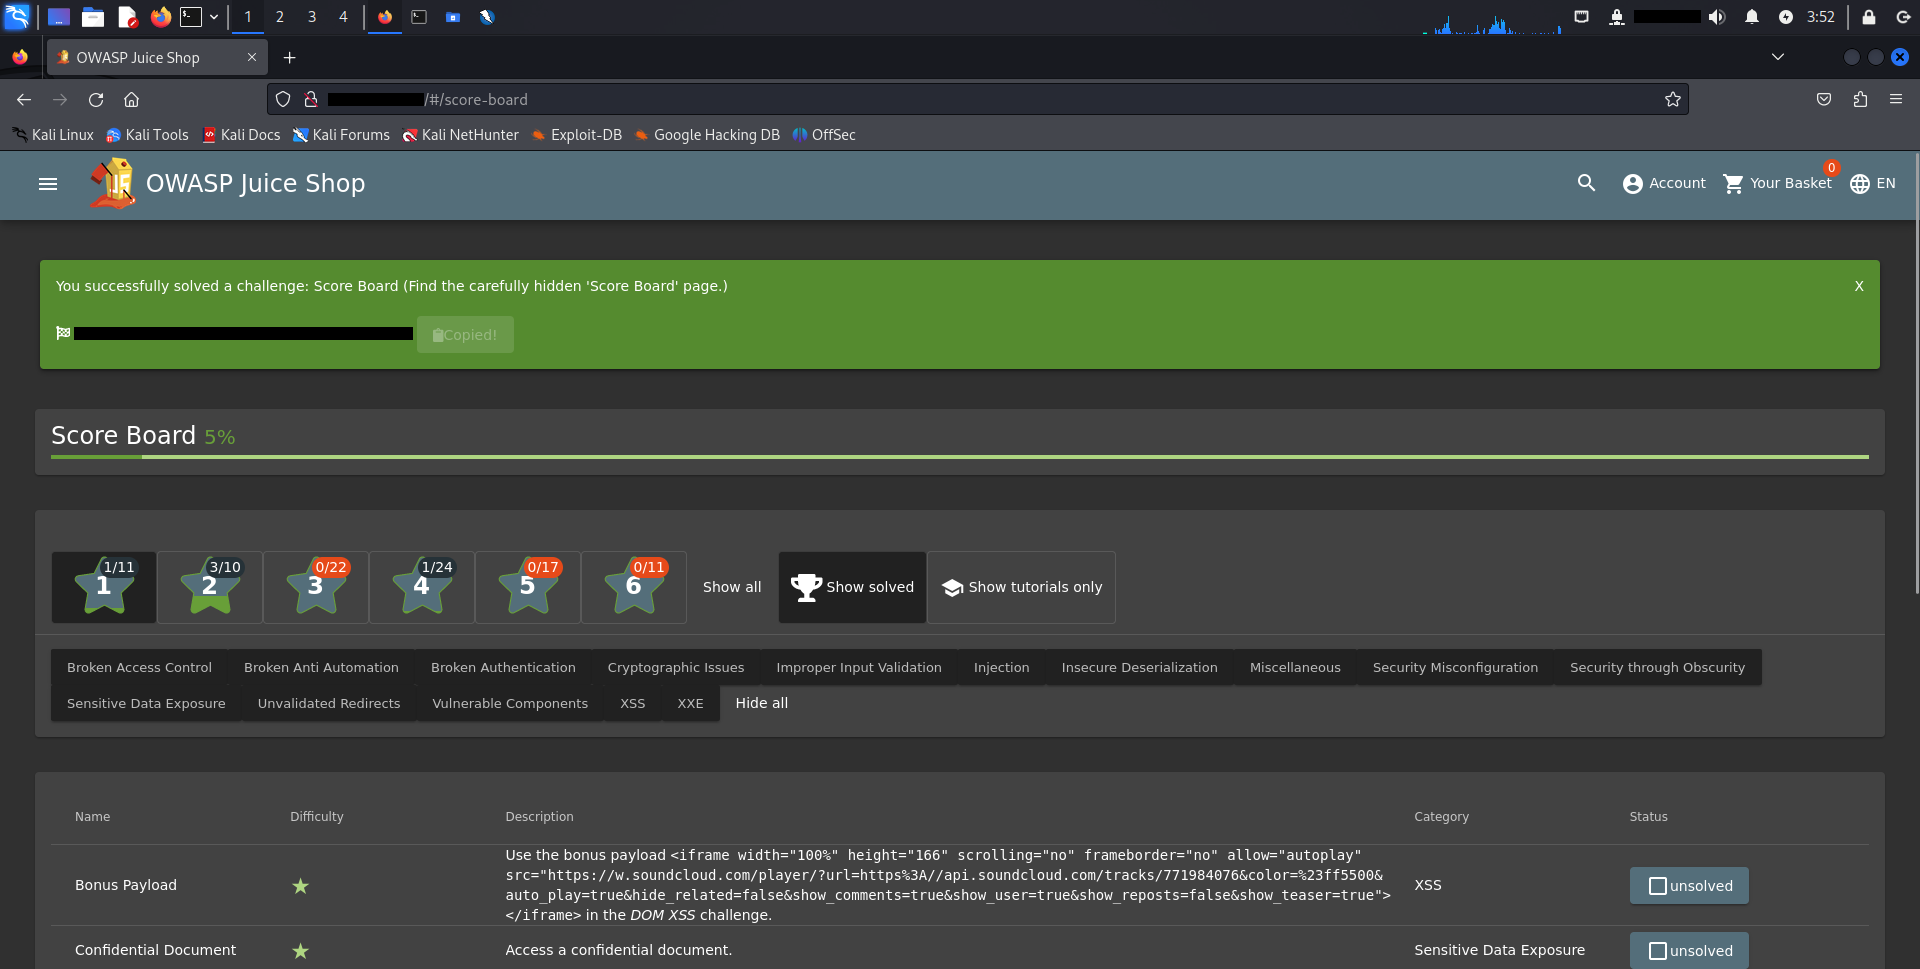 1 2 3 4 3:52
OWASP Juice Shop
/#/score-board
Kali Linux Kali Tools Kali Docs Kali Forums Kali NetHunter Exploit-DB Google Hacking DB OffSec
OWASP Juice Shop Account Your Basket 0 EN
You successfully solved a challenge: Score Board (Find the carefully hidden 'Score Board' page.) X
Copied!
Score Board 5%
1 1/11 2 3/10 3 0/22 4 1/24 5 0/17 6 0/11 Show all Show solved Show tutorials only
Broken Access Control Broken Anti Automation Broken Authentication Cryptographic Issues Improper Input Validation Injection Insecure Deserialization Miscellaneous Security Misconfiguration Security through Obscurity
Sensitive Data Exposure Unvalidated Redirects Vulnerable Components XSS XXE Hide all
Name Difficulty Description Category Status
Use the bonus payload <iframe width="100%" height="166" scrolling="no" frameborder="no" allow="autoplay"
src="https://w.soundcloud.com/player/?url=https%3A//api.soundcloud.com/tracks/771984076&color=%23ff5500&
Bonus Payload XSS unsolved
auto_play=true&hide_related=false&show_comments=true&show_user=true&show_reposts=false&show_teaser=true">
</iframe> in the DOM XSS challenge.
Confidential Document Access a confidential document. Sensitive Data Exposure unsolved